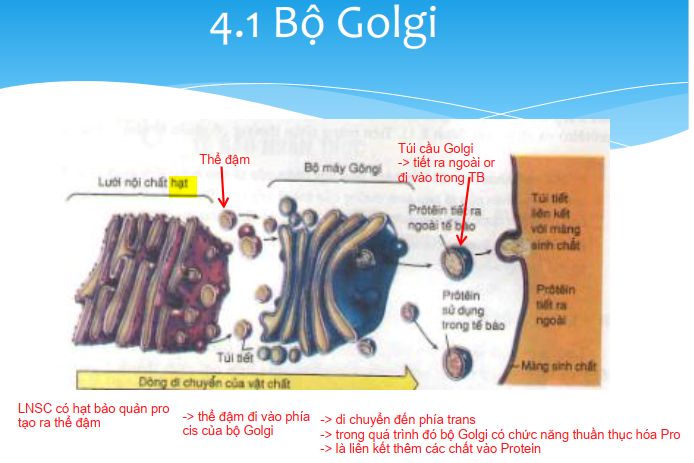 4.1 Bộ Golgi
Thể đậm
Túi cầu Golgi
-> tiết ra ngoài or
đi vào trong TB
Lưới nội chất hạt
Bộ máy Gôngi
Prôtêin tiết ra
ngoài tế bào
Túi tiết
liên kết
với màng
sinh chất
Prôtêin
sử dụng
trong tế bào
Prôtêin
tiết ra
ngoài
Túi tiết
Màng sinh chất
Dòng di chuyển của vật chất
LNSC có hạt bảo quản pro
tạo ra thể đậm
-> thể đậm đi vào phía
cis của bộ Golgi
-> di chuyển đến phía trans
-> trong quá trình đó bộ Golgi có chức năng thuần thục hóa Pro
-> là liên kết thêm các chất vào Protein